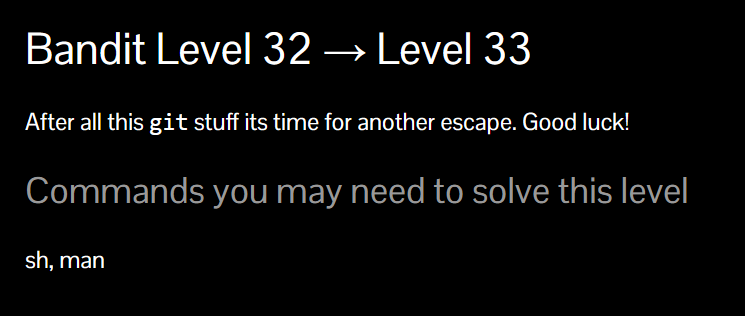 Bandit Level 32 → Level 33
After all this git stuff its time for another escape. Good luck!
Commands you may need to solve this level
sh, man